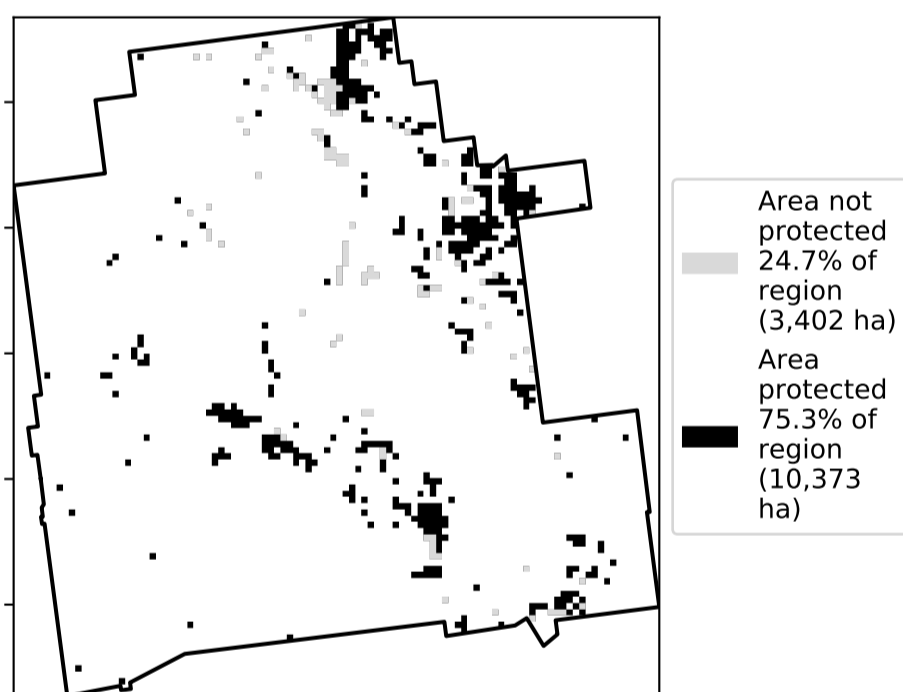 Area not
protected
24.7% of
region
(3,402 ha)
Area
protected
75.3% of
region
(10,373
ha)